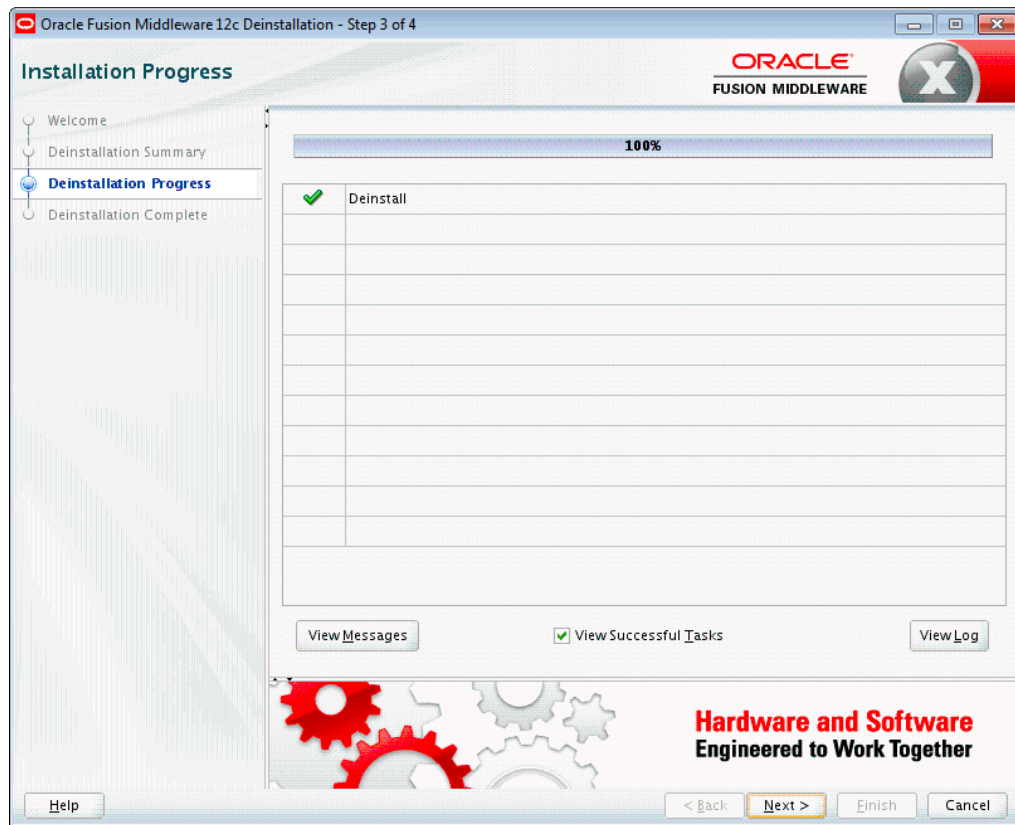 Oracle Fusion Middleware 12c Deinstallation - Step 3 of 4
Installation Progress
ORACLE
FUSION MIDDLEWARE
Welcome
Deinstallation Summary
Deinstallation Progress
Deinstallation Complete
100%
Deinstall
View Messages
View Successful Tasks
View Log
Hardware and Software
Engineered to Work Together
Help
< Back
Next >
Finish
Cancel